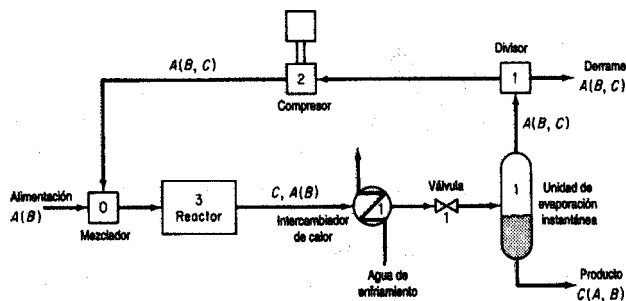 Divisor
1
Derrame
A(B, C)
A(B, C)
2
Compresor
A(B, C)
Alimentación
A(B)
0
Mezclador
3
Reactor
C, A(B)
Intercambiador
de calor
1
Válvula
1
1
Unidad de
evaporación
instantánea
Agua de
enfriamiento
Producto
C(A, B)